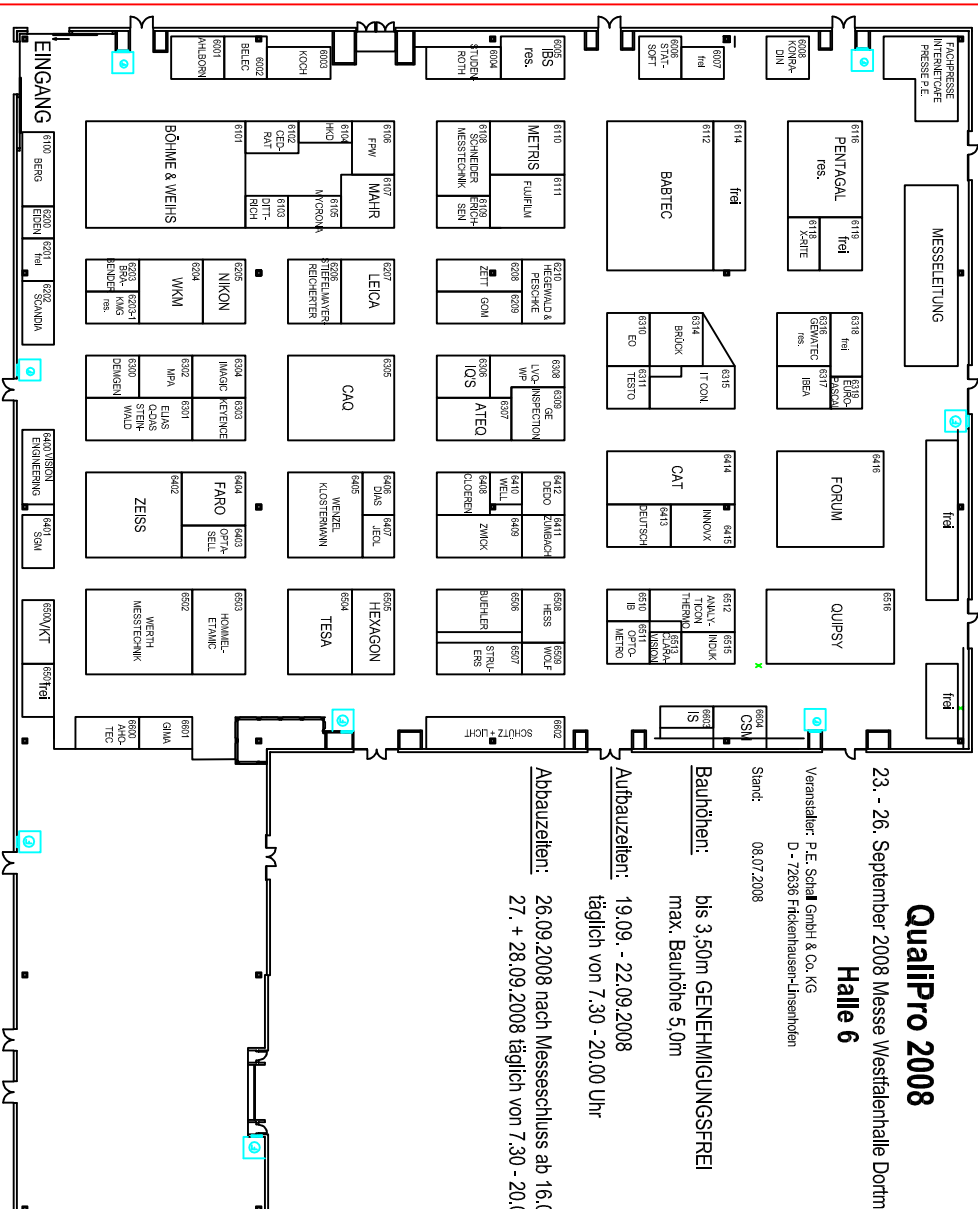 QualiPro 2008
23. - 26. September 2008 Messe Westfalenhalle Dortm
Halle 6
Veranstalter: P.E. Schall GmbH & Co. KG
D - 72636 Frickenhausen-Linsenhofen
Stand: 08.07.2008
Bauhöhen: bis 3,50m GENEHMIGUNGSFREI
max. Bauhöhe 5,0m
Aufbauzeiten: 19.09. - 22.09.2008
täglich von 7.30 - 20.00 Uhr
Abbauzeiten: 26.09.2008 nach Messeschluss ab 16.0
27. + 28.09.2008 täglich von 7.30 - 20.0
FACHPRESSE
INTERNETCAFE
PRESSE P.E.
MESSELEITUNG
frei
frei
6008
KONRA-
DIN
6007
frei
6006
STAT-
SOFT
6005
IBS
res.
6004
STUDEN-
ROTH
6003
KOCH
6002
BELEC
6001
AHLBORN
EINGANG
6116
PENTAGAL
res.
6119
frei
6118
X-RITE
6114
frei
6112
BABTEC
6110
METRIS
6111
FUJIFILM
6108
SCHNEIDER
MESSTECHNIK
6109
ERICH-
SEN
6106
FPW
6107
MAHR
6104
HKD
6105
MYCRONA
6102
CED-
RAT
6103
DITT-
RICH
6101
BÖHME & WEIHS
6100
BERG
6200
EIDEN
6201
frei
6202
SCANDIA
6210
HEGEWALD &
PESCHKE
6208
ZETT
6209
GOM
6207
LEICA
6206
STIEFELMAYER-
REICHERTER
6205
NIKON
6204
WKM
6203
BRA-
BENDER
6203-1
KMG
res.
6318
frei
6319
EURO-
PASCAL
6316
GEWATEC
res.
6317
IBEA
6314
BRÜCK
6315
IT CON.
6310
EO
6311
TESTO
6308
LVQ-
WP
6309
GE
INSPECTION
6306
IQ'S
6307
ATEQ
6305
CAQ
6304
IMAGIC
6303
KEYENCE
6302
MPA
6301
ELIAS
Q-DAS
STEIN-
WALD
6300
DEMGEN
6400 VISION
ENGINEERING
6401
SGM
6416
FORUM
6414
CAT
6415
INNOVX
6413
DEUTSCH
6412
DEDO
6411
ZUMBACH
6410
WELL
6409
ZWICK
6408
CLOEREN
6406
DIAS
6407
JEOL
6405
WENZEL
KLOSTERMANN
6404
FARO
6403
OPTA-
SELL
6402
ZEISS
6516
QUIPSY
6512
ANALY-
TICON
THERMO
6515
INDUK
6513
CLARA-
VISION
6510
IB
6511
OPTO-
METRO
6508
HESS
6509
WOLF
6506
BUEHLER
6507
STRU-
ERS
6505
HEXAGON
6504
TESA
6503
HOMMEL-
ETAMIC
6502
WERTH
MESSTECHNIK
6500 VKT
6501
frei
6604
CSM
6603
IS
6602
SCHÜTZ + LICHT
6601
GIMA
6600
AHO-
TEC